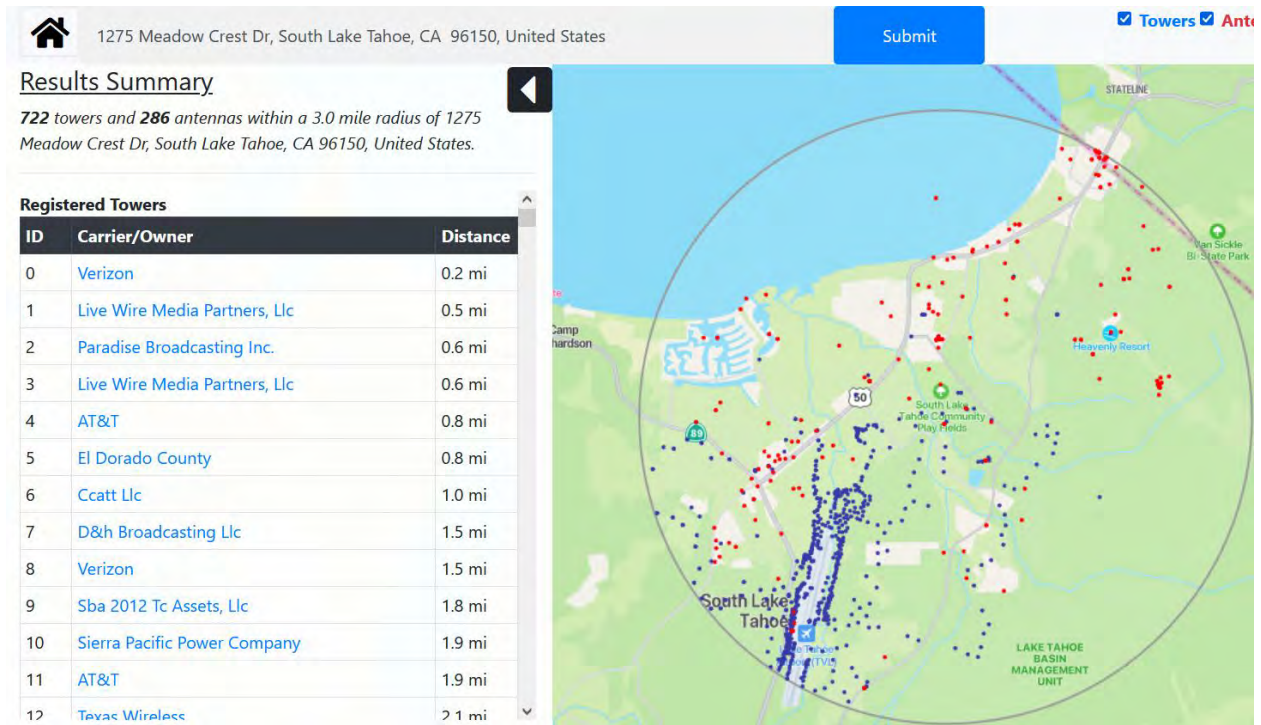 1275 Meadow Crest Dr, South Lake Tahoe, CA 96150, United States
Submit
Towers
Results Summary
722 towers and 286 antennas within a 3.0 mile radius of 1275
Meadow Crest Dr, South Lake Tahoe, CA 96150, United States.
Registered Towers
ID Carrier/Owner Distance
0 Verizon 0.2 mi
1 Live Wire Media Partners, Llc 0.5 mi
2 Paradise Broadcasting Inc. 0.6 mi
3 Live Wire Media Partners, Llc 0.6 mi
4 AT&T 0.8 mi
5 El Dorado County 0.8 mi
6 Ccatt Llc 1.0 mi
7 D&h Broadcasting Llc 1.5 mi
8 Verizon 1.5 mi
9 Sba 2012 Tc Assets, Llc 1.8 mi
10 Sierra Pacific Power Company 1.9 mi
11 AT&T 1.9 mi
12 Texas Wireless 2.1 mi
STATELINE
Van Sickle
Bi-State Park
Camp
Heavenly Resort
50
South Lake
Tahoe Community
Play Fields
89
South Lake
Tahoe
(TVL)
LAKE TAHOE
BASIN
MANAGEMENT
UNIT